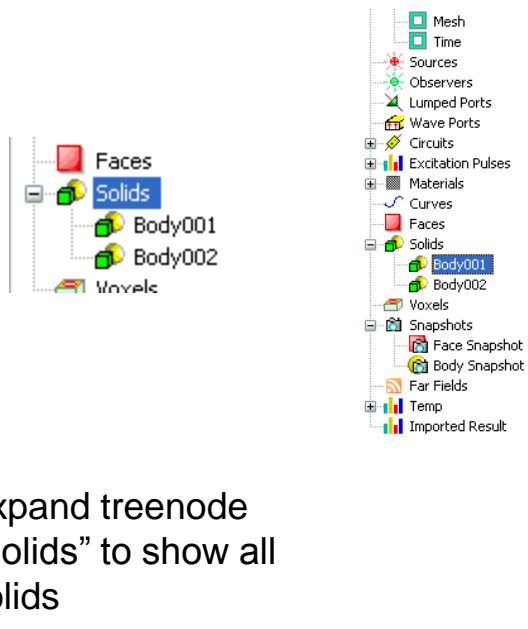 Faces
Solids
Body001
Body002
Voxels
Mesh
Time
Sources
Observers
Lumped Ports
Wave Ports
Circuits
Excitation Pulses
Materials
Curves
Faces
Solids
Body001
Body002
Voxels
Snapshots
Face Snapshot
Body Snapshot
Far Fields
Temp
Imported Result
xpand treenode
olids” to show all
olids